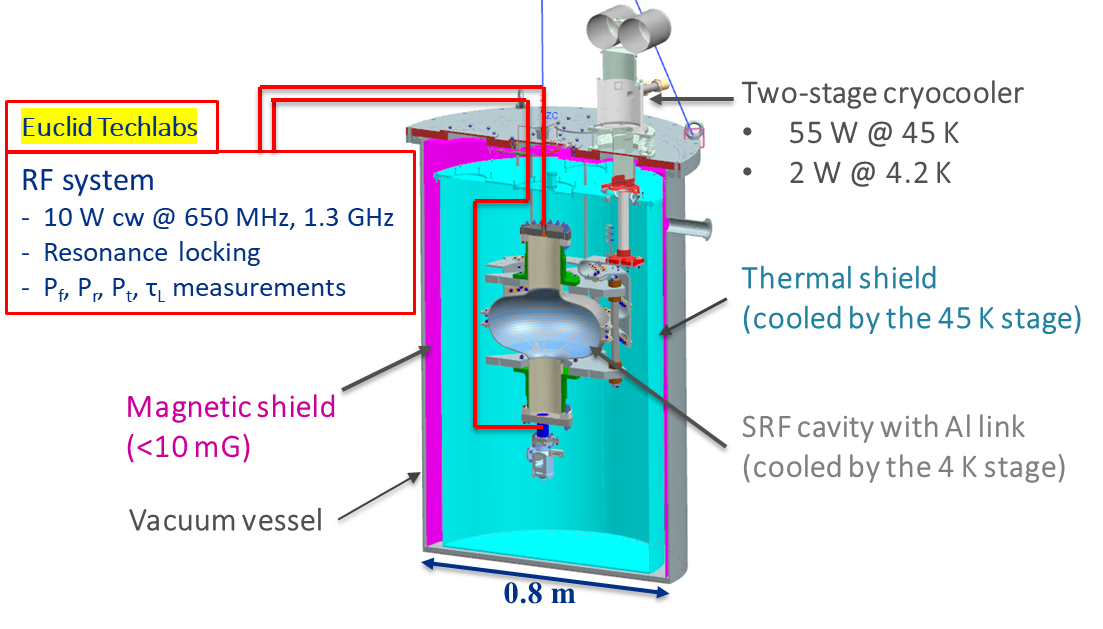 Two-stage cryocooler
• 55 W @ 45 K
• 2 W @ 4.2 K
ZC
Euclid Techlabs
RF system
- 10 W cw @ 650 MHz, 1.3 GHz
- Resonance locking
- Pf, Pr, Pt, τL measurements
Thermal shield
(cooled by the 45 K stage)
Magnetic shield
(<10 mG)
SRF cavity with Al link
(cooled by the 4 K stage)
Vacuum vessel
0.8 m